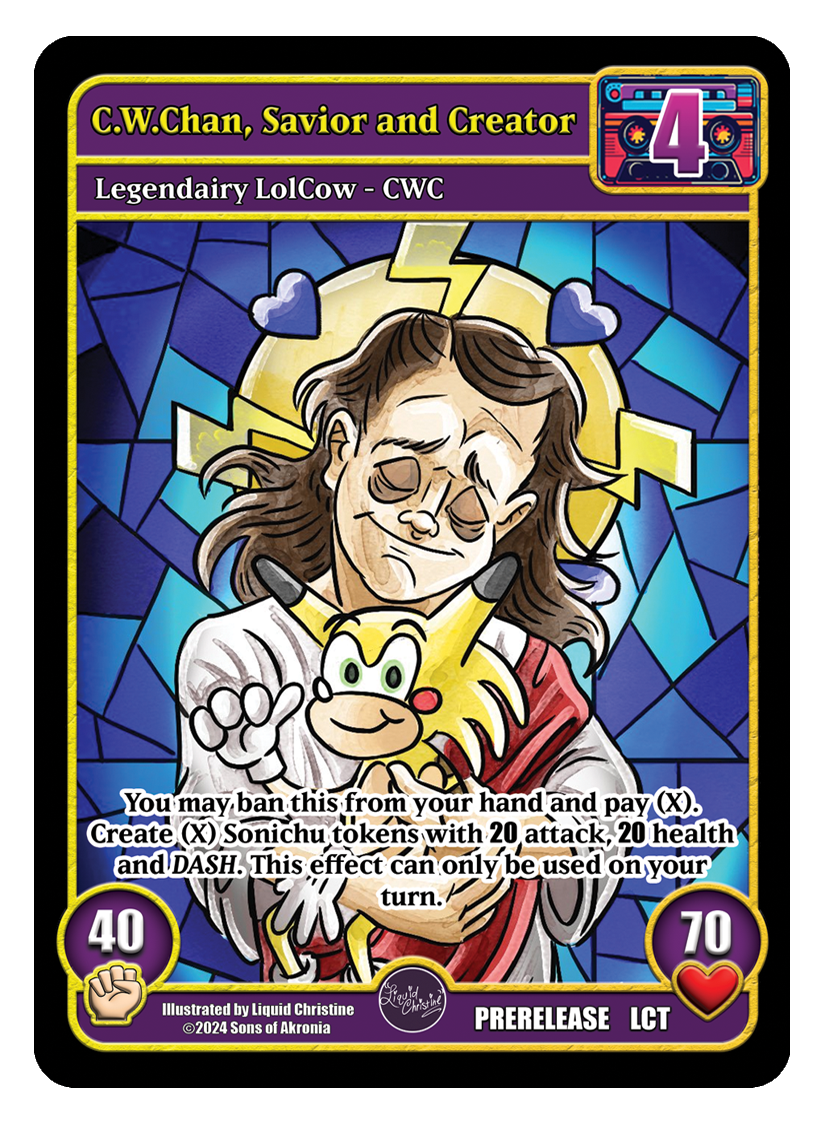 C.W.Chan, Savior and Creator
4
Legendairy LolCow - CWC
You may ban this from your hand and pay (X).
Create (X) Sonichu tokens with 20 attack, 20 health
and DASH. This effect can only be used on your
turn.
40
70
Illustrated by Liquid Christine
©2024 Sons of Akronia
Liquid
Christine
PRERELEASE LCT